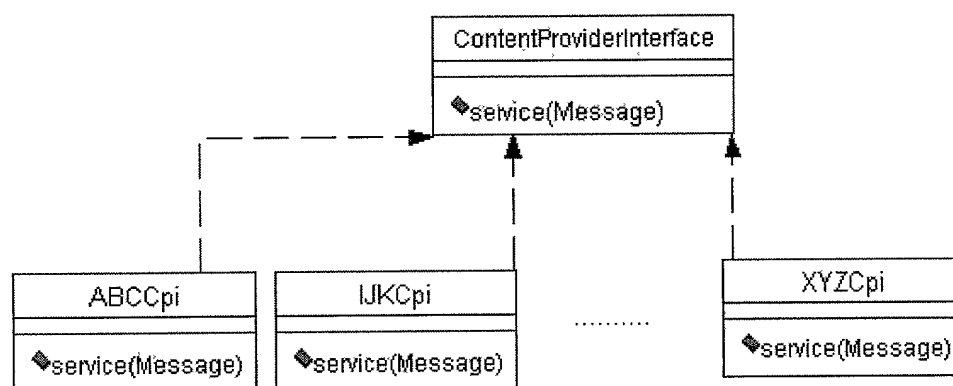 ContentProviderInterface
service(Message)
ABCCpi
IJKCpi
XYZCpi
............
service(Message)
service(Message)
service(Message)